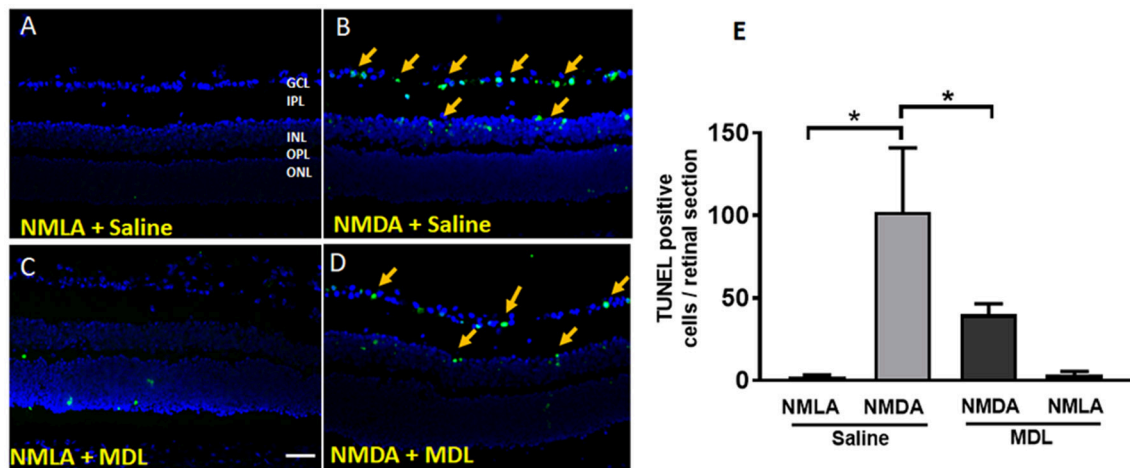 A
GCL
IPL
INL
OPL
ONL
NMLA + Saline
B
NMDA + Saline
C
NMLA + MDL
D
NMDA + MDL
E
* *
150
100
50
0
TUNEL positive
cells / retinal section
NMLA NMDA NMDA NMLA
Saline MDL